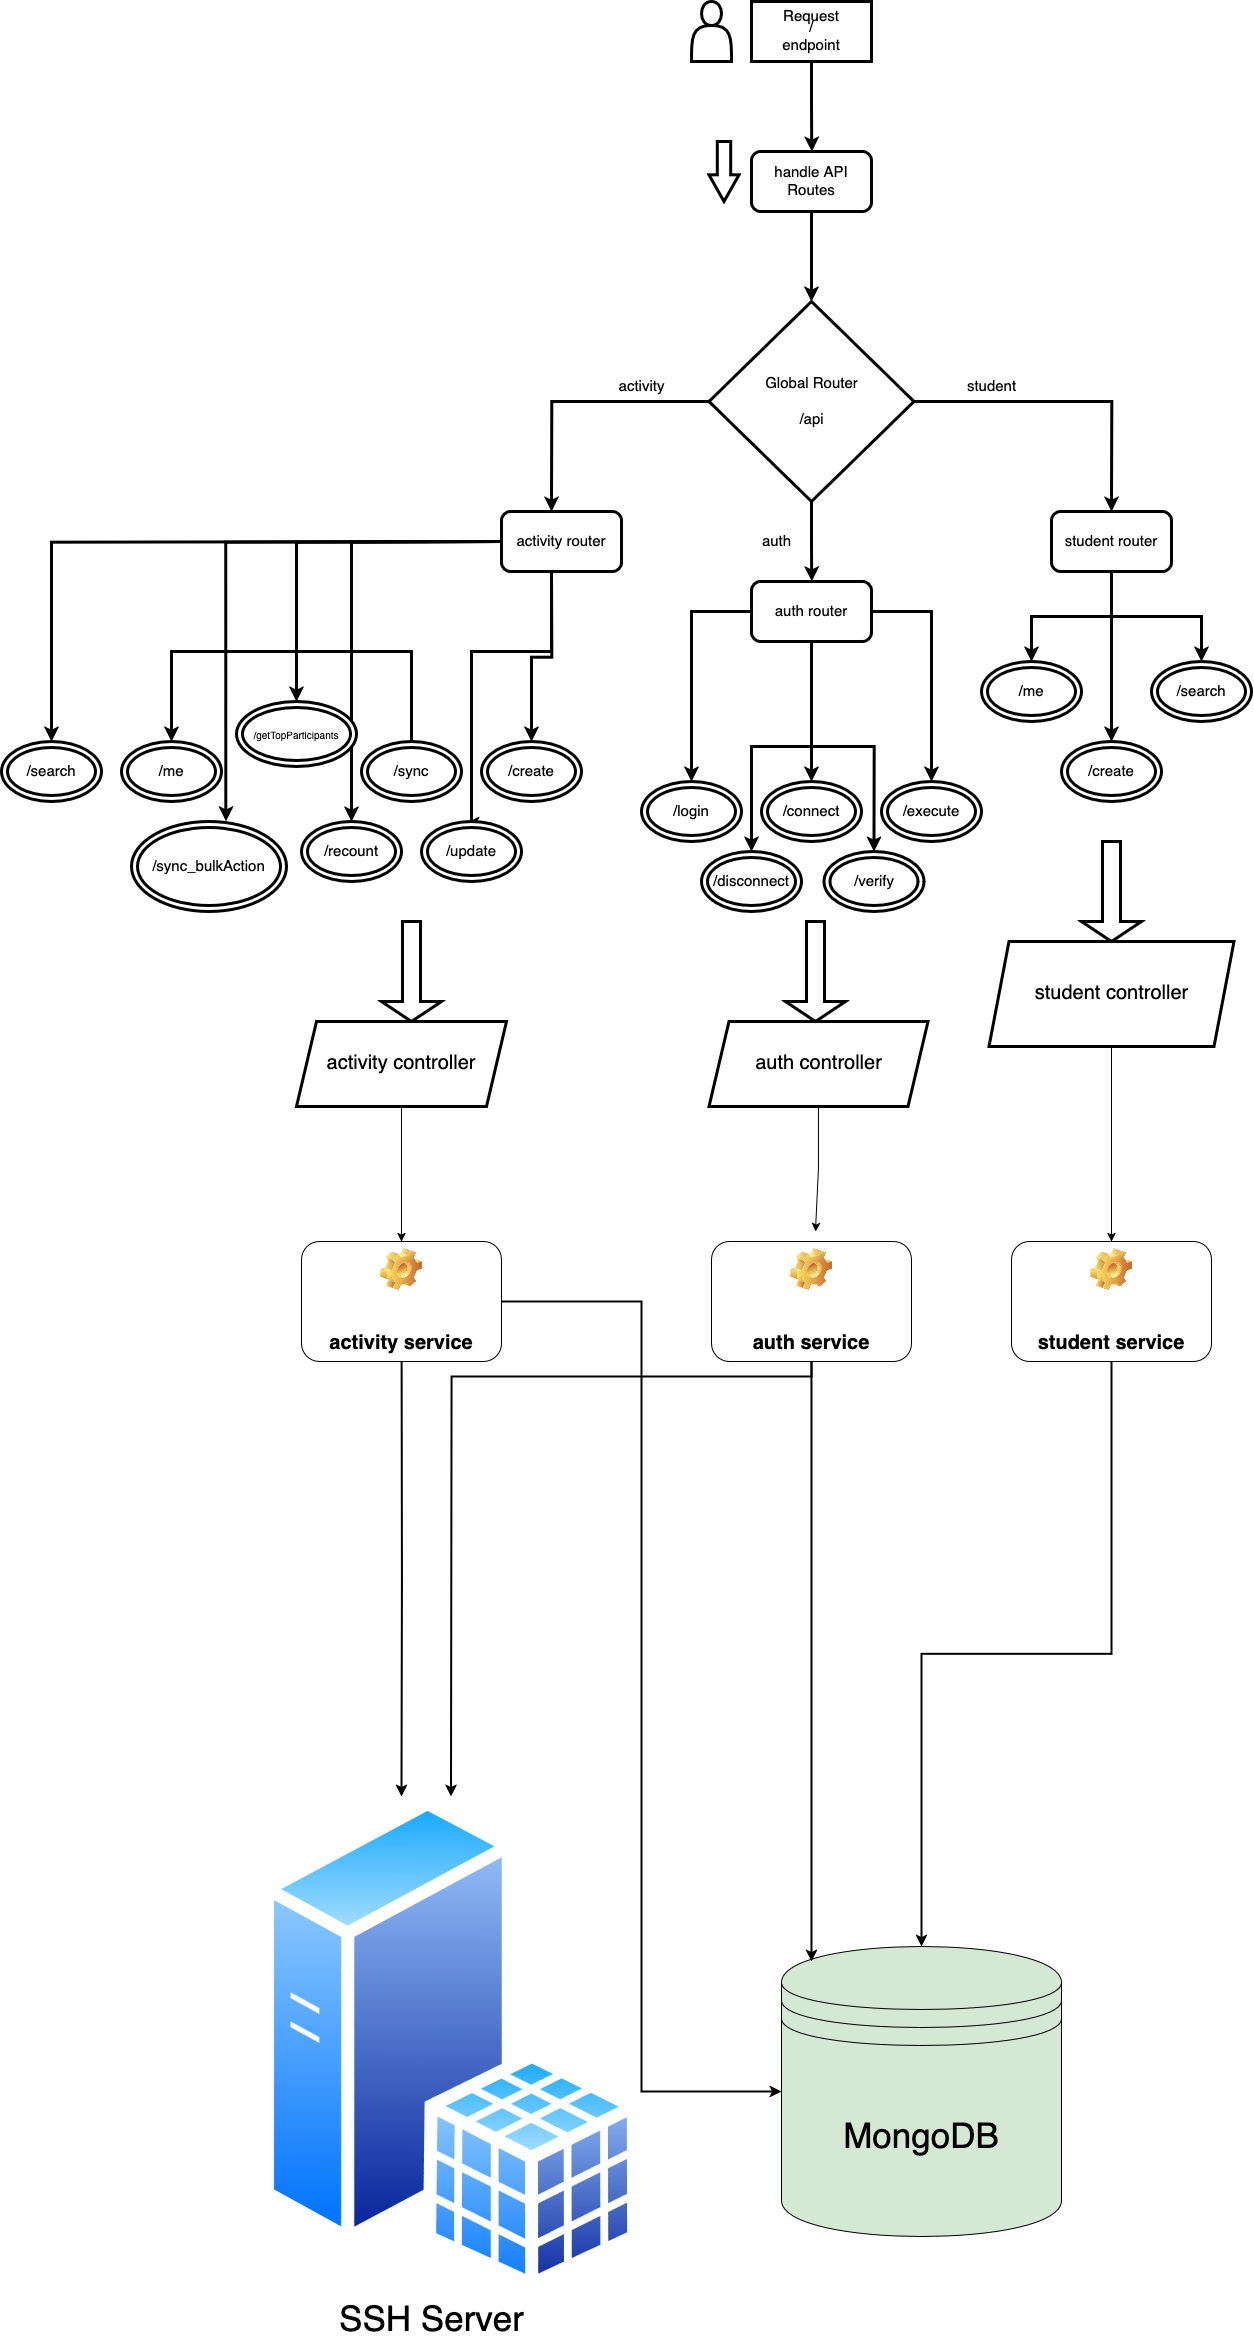 Request
/
endpoint
handle API
Routes
Global Router
/api
activity
student
auth
activity router
student router
auth router
/me
/search
/create
/getTopParticipants
/search
/me
/sync
/create
/sync_bulkAction
/recount
/update
/login
/connect
/execute
/disconnect
/verify
student controller
activity controller
auth controller
activity service
auth service
student service
MongoDB
SSH Server